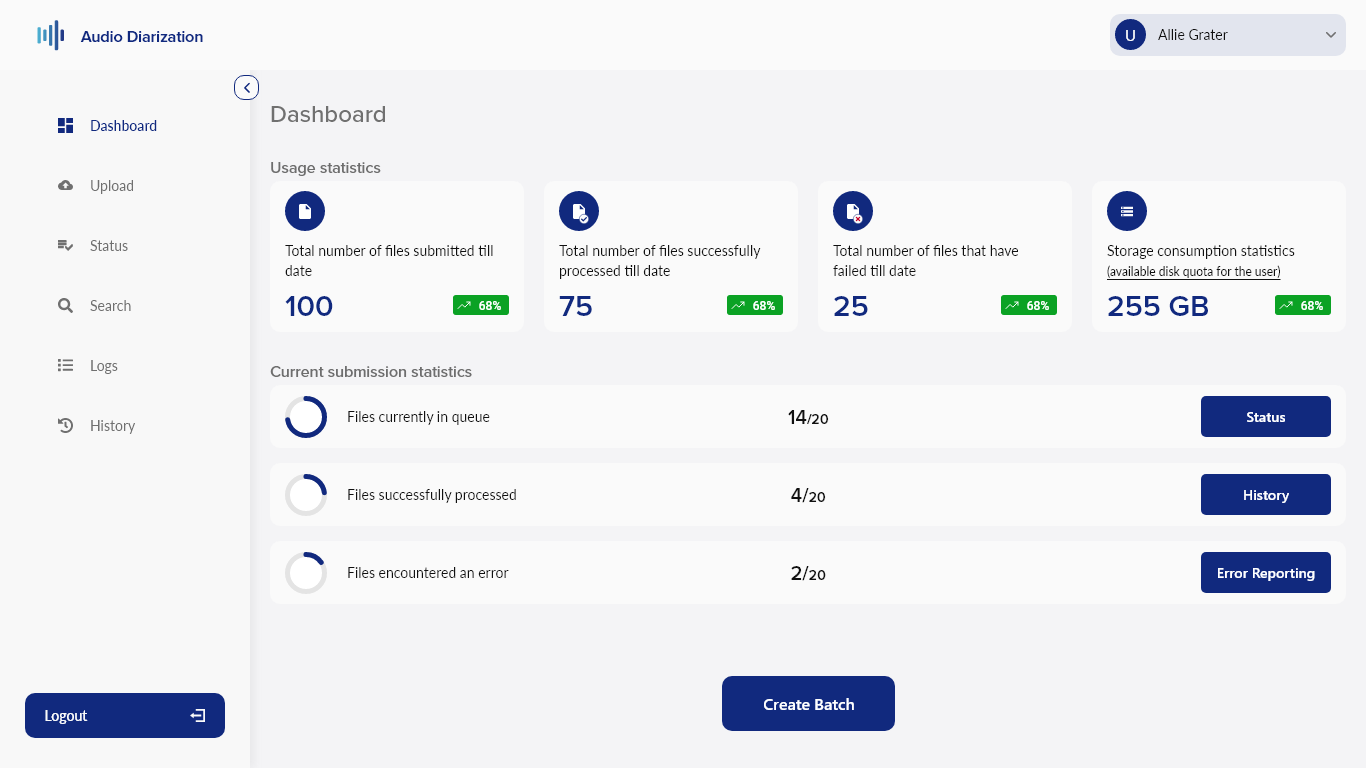 Audio Diarization
U
Allie Grater
Dashboard
Upload
Status
Search
Logs
History
Logout
Dashboard
Usage statistics
Total number of files submitted till
date
100
68%
Total number of files successfully
processed till date
75
68%
Total number of files that have
failed till date
25
68%
Storage consumption statistics
(available disk quota for the user)
255 GB
68%
Current submission statistics
Files currently in queue
14/20
Status
Files successfully processed
4/20
History
Files encountered an error
2/20
Error Reporting
Create Batch